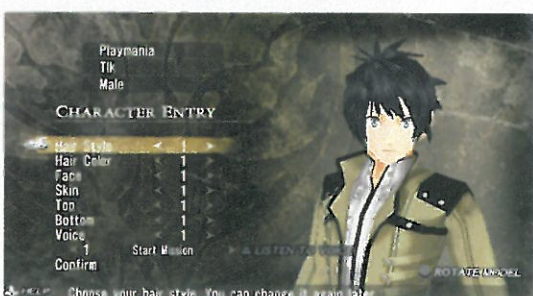 Playmania
Tlk
Male
CHARACTER ENTRY
Hair Style 1
Hair Color 1
Face 1
Skin 1
Top 1
Bottom 1
Voice 1
1 Start Mission LISTEN TO VOICE
Confirm
ROTATE MODEL
HELP Choose your hair style. You can change it again later.